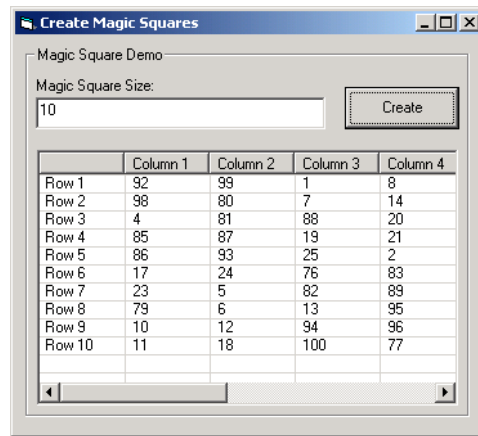 Create Magic Squares
Magic Square Demo
Magic Square Size:
10
Create
Column 1 Column 2 Column 3 Column 4
Row 1 92 99 1 8
Row 2 98 80 7 14
Row 3 4 81 88 20
Row 4 85 87 19 21
Row 5 86 93 25 2
Row 6 17 24 76 83
Row 7 23 5 82 89
Row 8 79 6 13 95
Row 9 10 12 94 96
Row 10 11 18 100 77